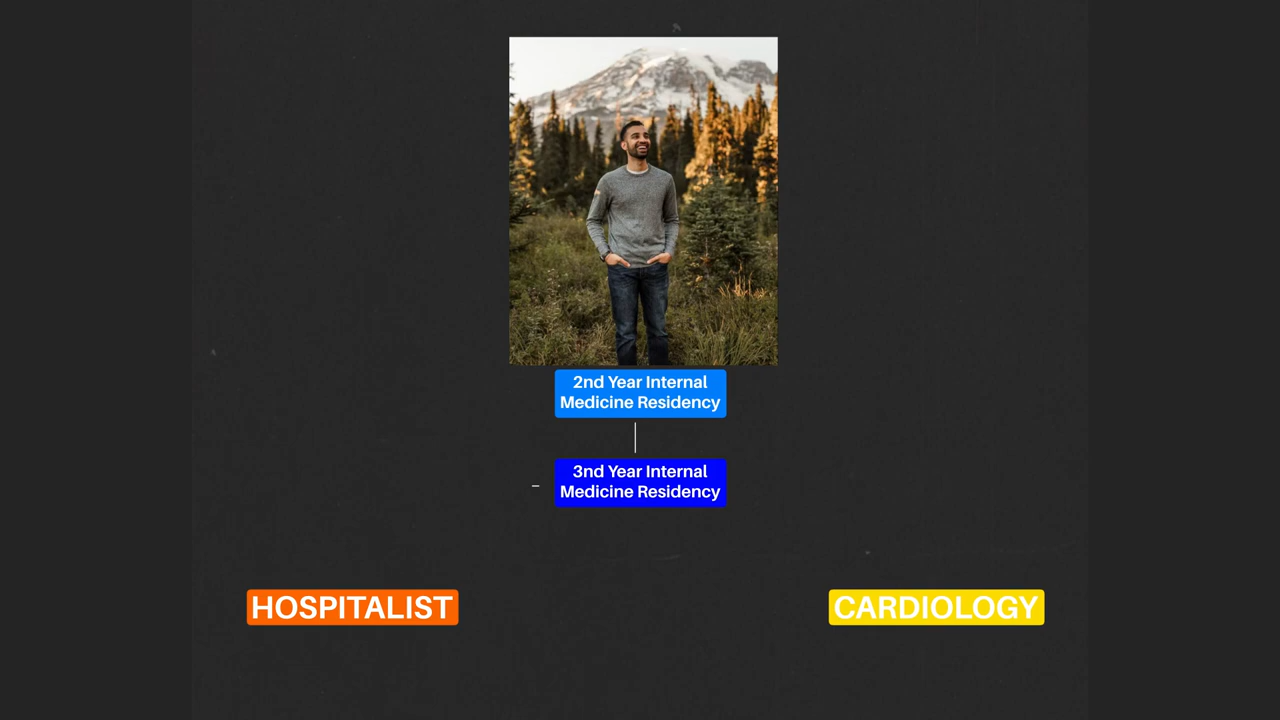 2nd Year Internal
Medicine Residency
3nd Year Internal
Medicine Residency
HOSPITALIST
CARDIOLOGY